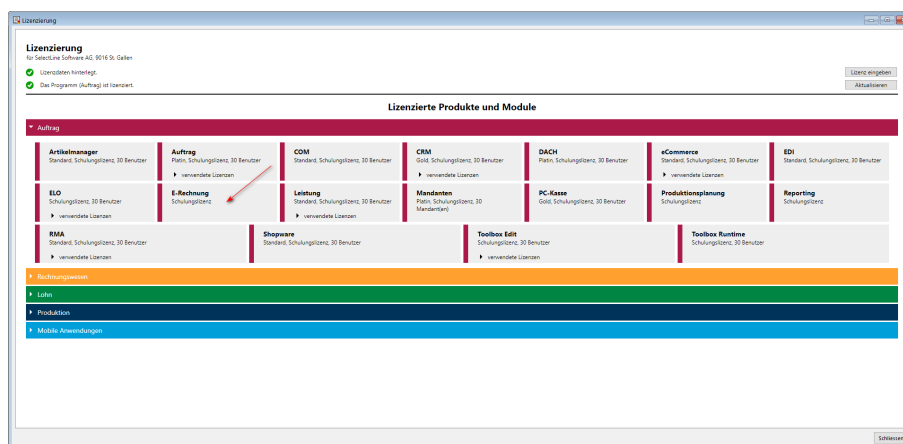 Lizenzierung
Lizenzierung
für SelectLine Software AG, 9016 St. Gallen
Lizenzdaten hinterlegt.
Lizenz eingeben
Das Programm (Auftrag) ist lizenziert.
Aktualisieren
Lizenzierte Produkte und Module
Auftrag
Artikelmanager
Standard, Schulungslizenz, 30 Benutzer
Auftrag
Platin, Schulungslizenz, 30 Benutzer
verwendete Lizenzen
COM
Standard, Schulungslizenz, 30 Benutzer
CRM
Gold, Schulungslizenz, 30 Benutzer
verwendete Lizenzen
DACH
Platin, Schulungslizenz, 30 Benutzer
eCommerce
Standard, Schulungslizenz, 30 Benutzer
verwendete Lizenzen
EDI
Standard, Schulungslizenz, 30 Benutzer
ELO
Schulungslizenz, 30 Benutzer
verwendete Lizenzen
E-Rechnung
Schulungslizenz
Leistung
Standard, Schulungslizenz, 30 Benutzer
verwendete Lizenzen
Mandanten
Platin, Schulungslizenz, 30
Mandant(en)
PC-Kasse
Gold, Schulungslizenz, 30 Benutzer
Produktionsplanung
Schulungslizenz
Reporting
Schulungslizenz
RMA
Standard, Schulungslizenz, 30 Benutzer
verwendete Lizenzen
Shopware
Standard, Schulungslizenz, 30 Benutzer
Toolbox Edit
Schulungslizenz, 30 Benutzer
verwendete Lizenzen
Toolbox Runtime
Schulungslizenz, 30 Benutzer
Rechnungswesen
Lohn
Produktion
Mobile Anwendungen
Schliessen